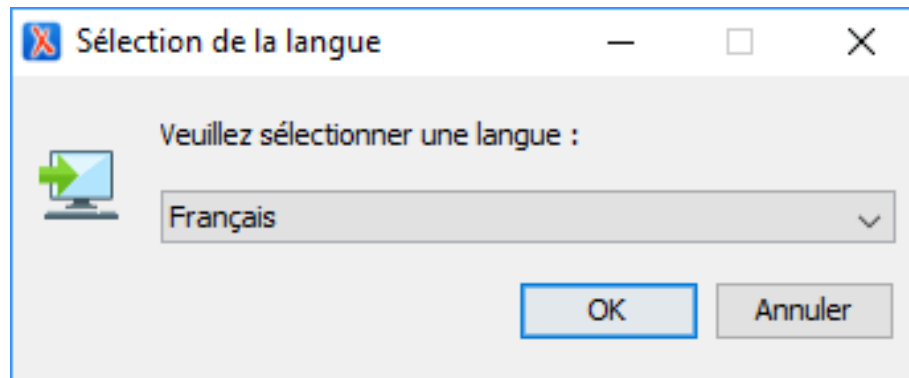 Sélection de la langue
Veuillez sélectionner une langue :
Français
OK Annuler